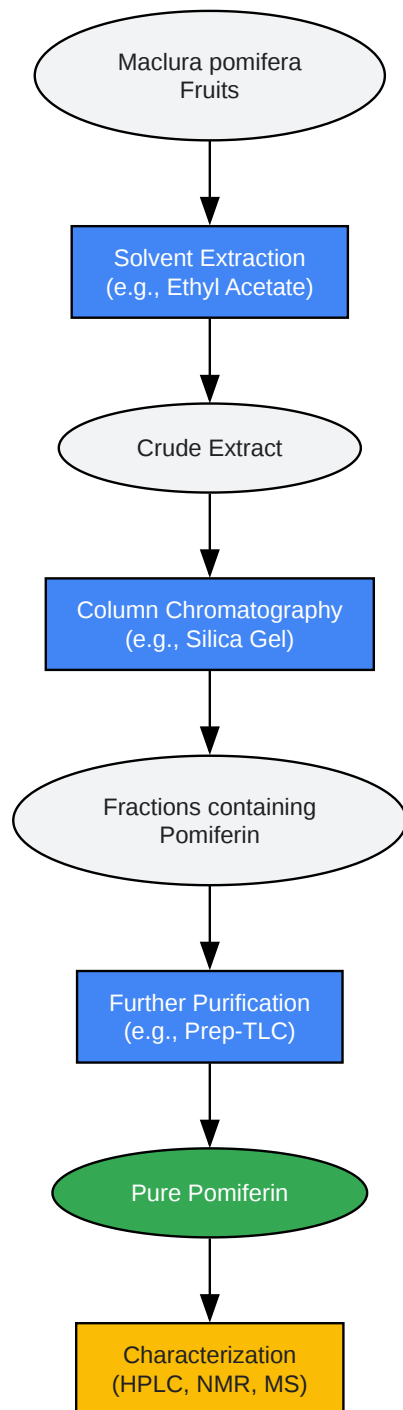 Maclura pomifera
Fruits
Solvent Extraction
(e.g., Ethyl Acetate)
Crude Extract
Column Chromatography
(e.g., Silica Gel)
Fractions containing
Pomiferin
Further Purification
(e.g., Prep-TLC)
Pure Pomiferin
Characterization
(HPLC, NMR, MS)